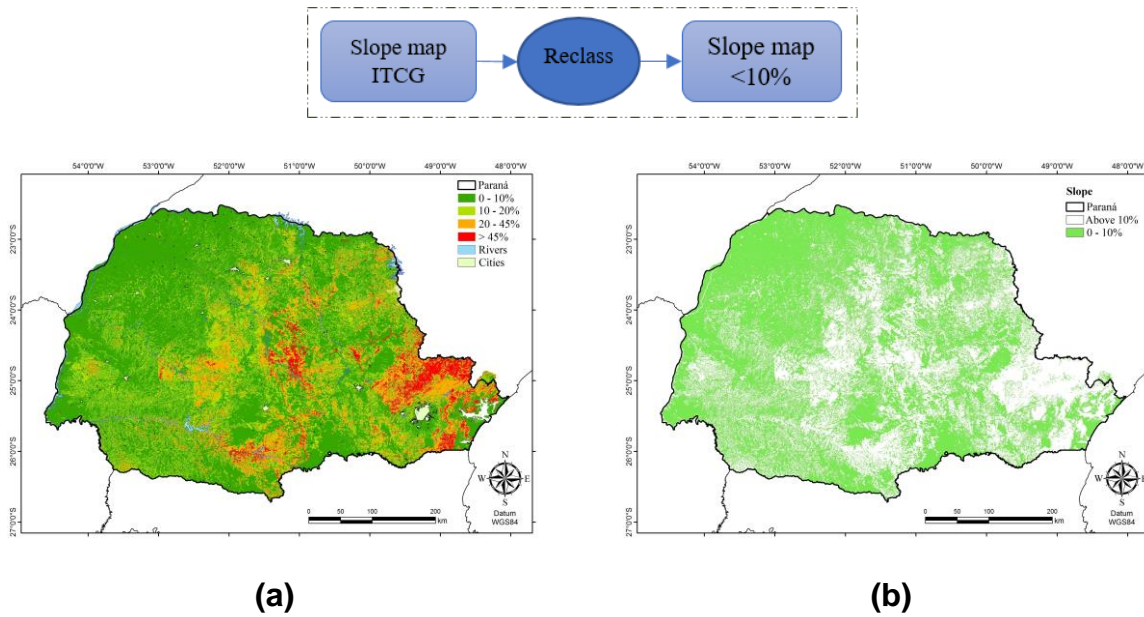 Slope map
ITCG
Reclass
Slope map
<10%
54°0'0"W 53°0'0"W 52°0'0"W 51°0'0"W 50°0'0"W 49°0'0"W 48°0'0"W
23°0'0"S
24°0'0"S
25°0'0"S
26°0'0"S
27°0'0"S
Paraná
0 - 10%
10 - 20%
20 - 45%
> 45%
Rivers
Cities
N
W E
S
Datum
WGS84
0 50 100 200
km
54°0'0"W 53°0'0"W 52°0'0"W 51°0'0"W 50°0'0"W 49°0'0"W 48°0'0"W
23°0'0"S
24°0'0"S
25°0'0"S
26°0'0"S
27°0'0"S
Slope
Paraná
Above 10%
0 - 10%
N
W E
S
Datum
WGS84
0 50 100 200
km
(a) (b)